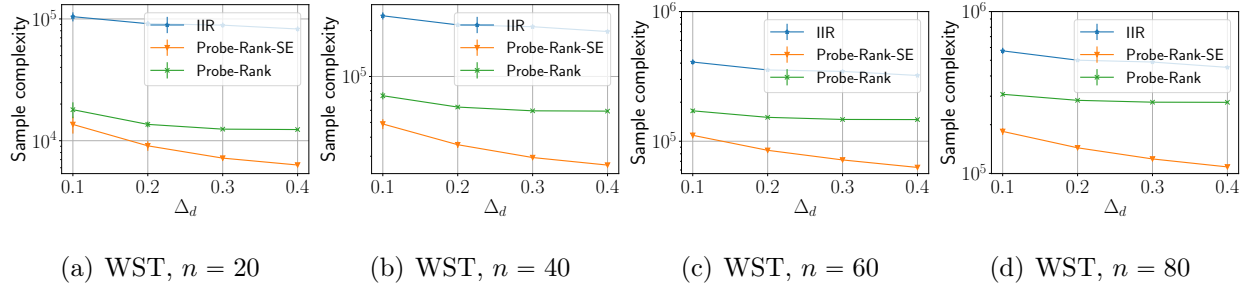 Sample complexity
10^5
10^4
IIR
Probe-Rank-SE
Probe-Rank
0.1 0.2 0.3 0.4
Δ_d
(a) WST, n = 20
Sample complexity
10^5
IIR
Probe-Rank-SE
Probe-Rank
0.1 0.2 0.3 0.4
Δ_d
(b) WST, n = 40
Sample complexity
10^6
10^5
IIR
Probe-Rank-SE
Probe-Rank
0.1 0.2 0.3 0.4
Δ_d
(c) WST, n = 60
Sample complexity
10^6
10^5
IIR
Probe-Rank-SE
Probe-Rank
0.1 0.2 0.3 0.4
Δ_d
(d) WST, n = 80